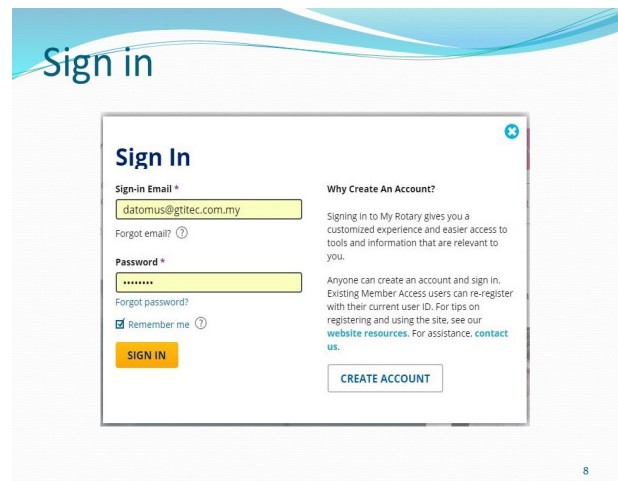 Sign in
Sign In
Sign-in Email *
datomus@gtitec.com.my
Forgot email? ?
Password *
••••••••
Forgot password?
Remember me ?
SIGN IN
Why Create An Account?
Signing in to My Rotary gives you a
customized experience and easier access to
tools and information that are relevant to
you.
Anyone can create an account and sign in.
Existing Member Access users can re-register
with their current user ID. For tips on
registering and using the site, see our
website resources. For assistance, contact
us.
CREATE ACCOUNT
8